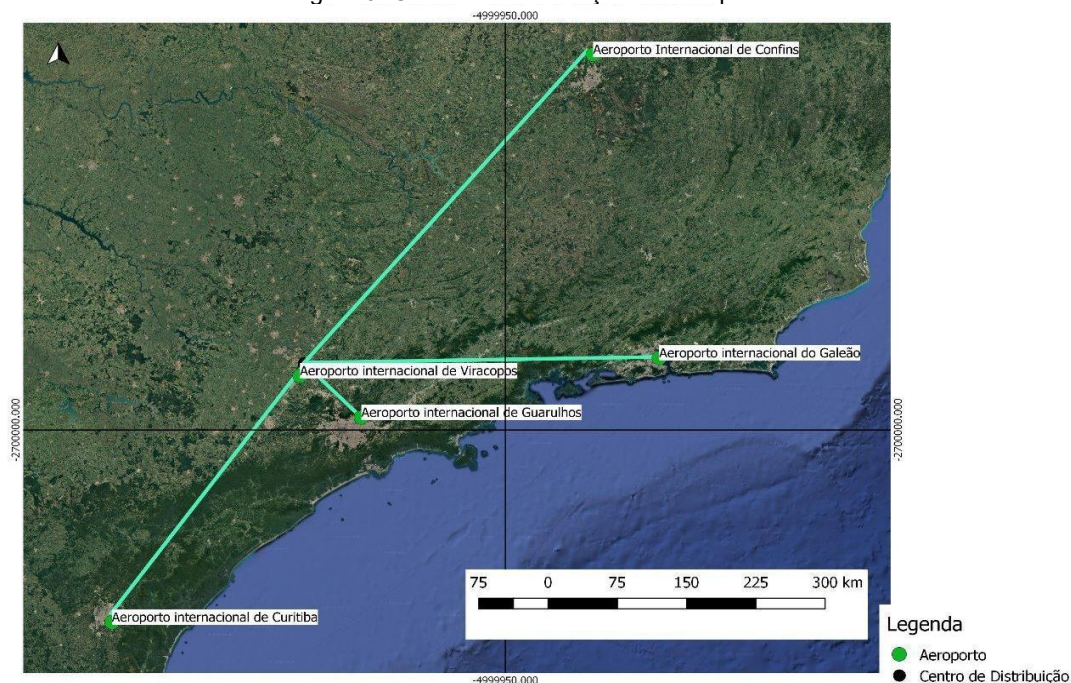 -4999950.000
Aeroporto Internacional de Confins
Aeroporto internacional do Galeão
Aeroporto internacional de Viracopos
Aeroporto internacional de Guarulhos
-2700000.000
-2700000.000
75 0 75 150 225 300 km
Aeroporto internacional de Curitiba
Legenda
Aeroporto
Centro de Distribuição
-4999950.000